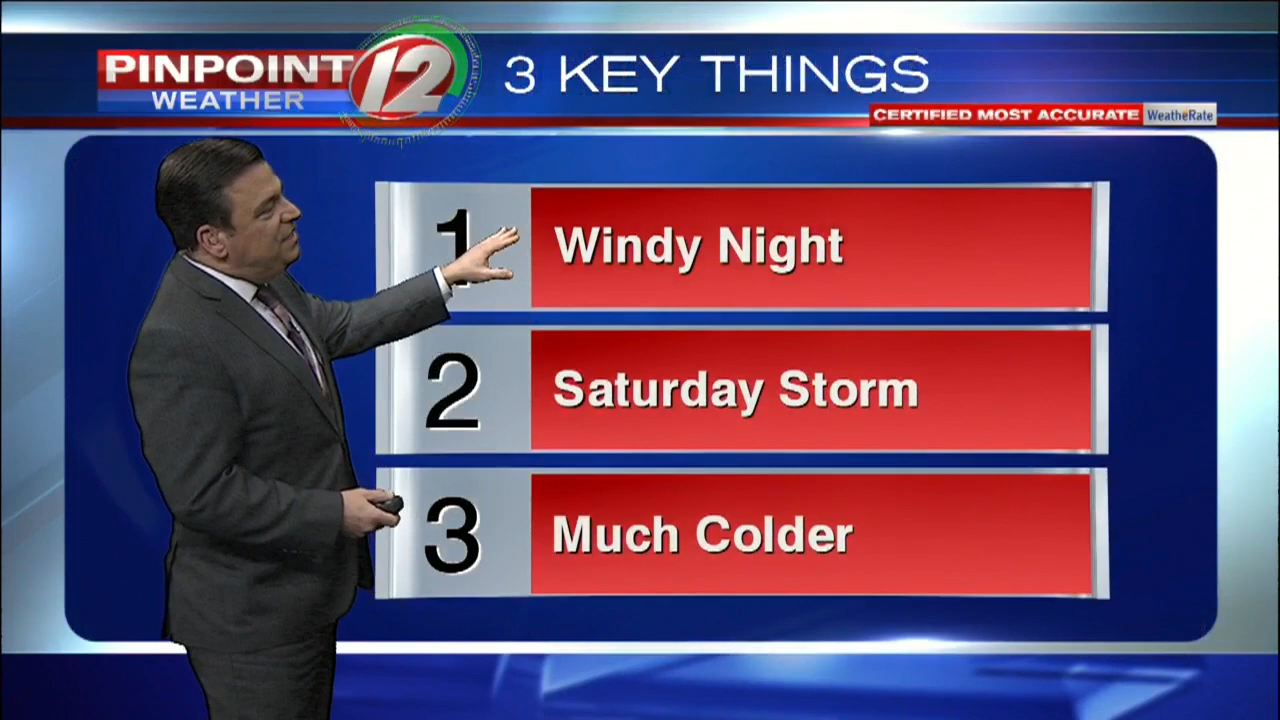 PINPOINT 12
WEATHER
3 KEY THINGS
CERTIFIED MOST ACCURATE WeatheRate
1 Windy Night
2 Saturday Storm
3 Much Colder